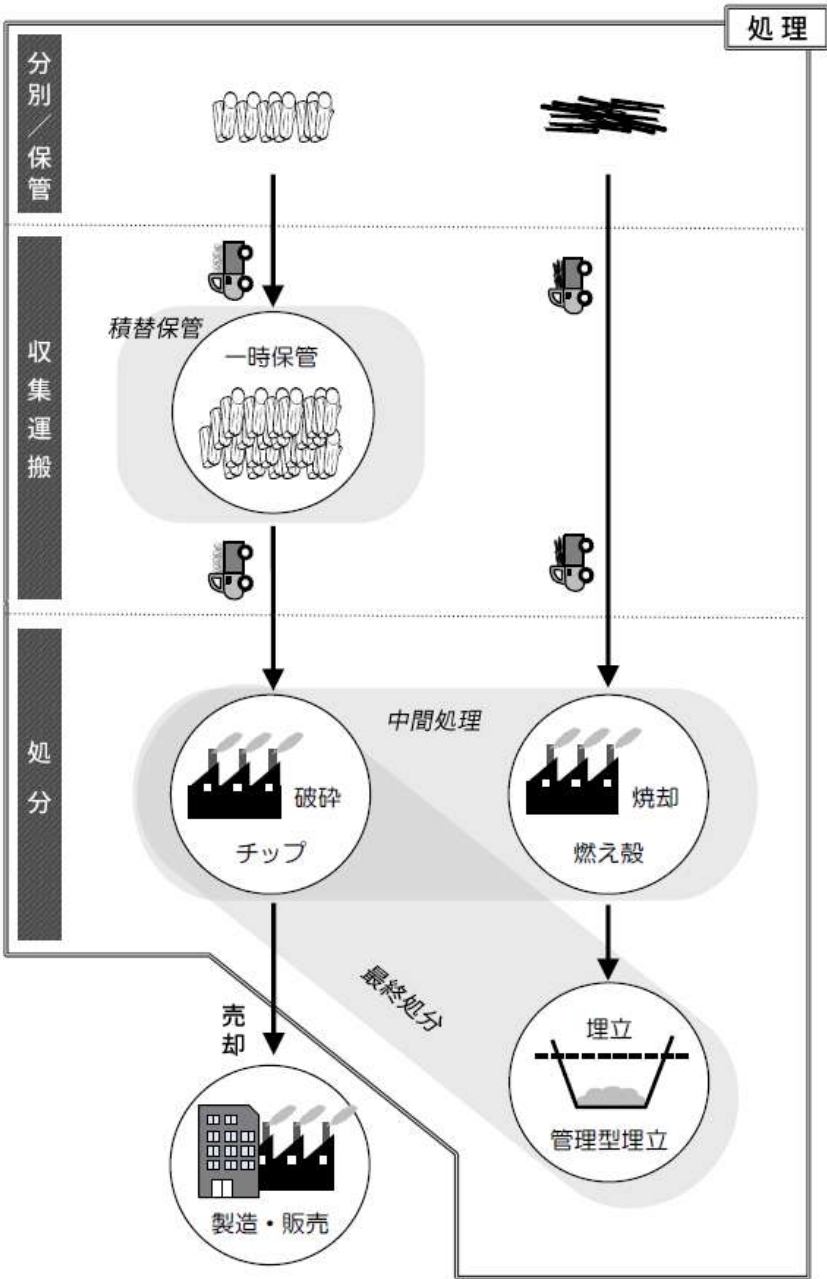 処理
分別／保管
収集運搬
積替保管
一時保管
処分
中間処理
破砕
チップ
焼却
燃え殻
最終処分
売却
埋立
管理型埋立
製造・販売